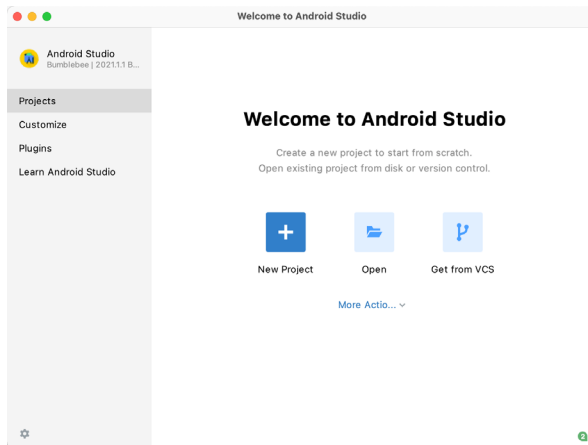 Welcome to Android Studio
Android Studio
Bumblebee | 2021.1.1 B...
Projects
Customize
Plugins
Learn Android Studio
Welcome to Android Studio
Create a new project to start from scratch.
Open existing project from disk or version control.
New Project
Open
Get from VCS
More Actio...
2